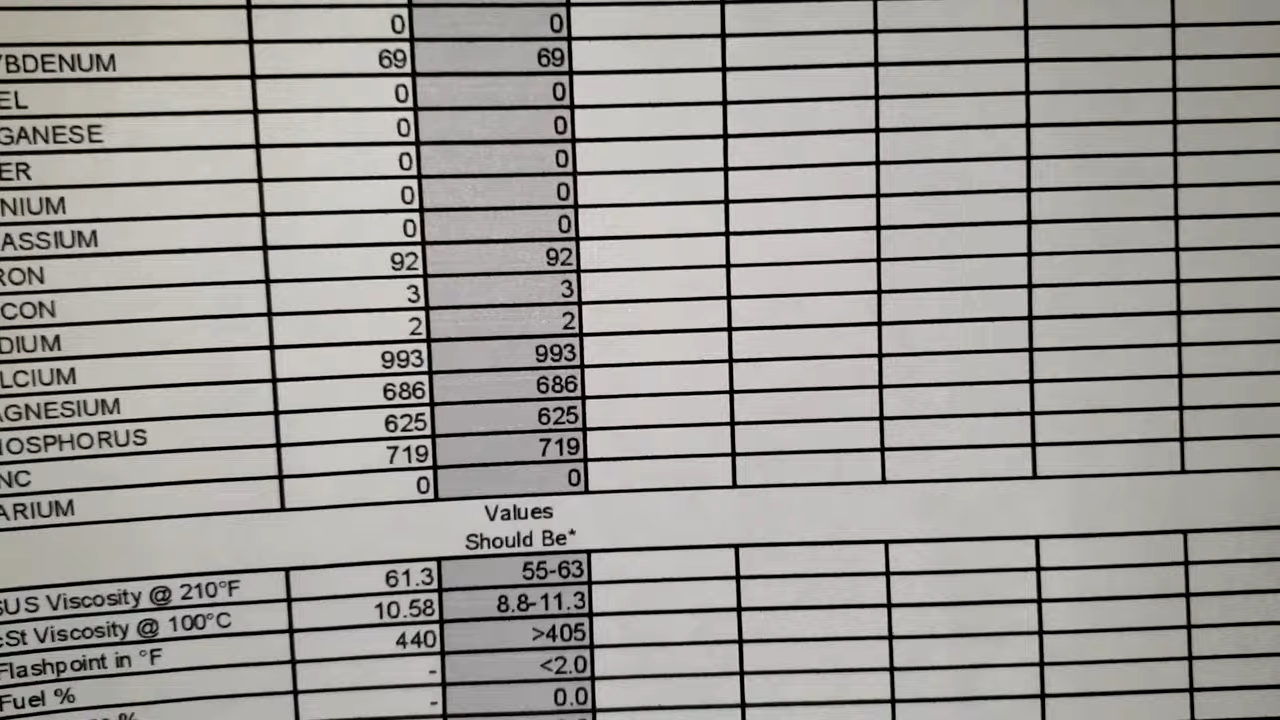 0 0
YBDENUM 69 69
EL 0 0
GANESE 0 0
ER 0 0
NIUM 0 0
ASSIUM 0 0
RON 92 92
CON 3 3
DIUM 2 2
LCIUM 993 993
AGNESIUM 686 686
HOSPHORUS 625 625
NC 719 719
ARIUM 0 0
Values
Should Be*
SUS Viscosity @ 210°F 61.3 55-63
cSt Viscosity @ 100°C 10.58 8.8-11.3
Flashpoint in °F 440 >405
Fuel % - <2.0
% - 0.0